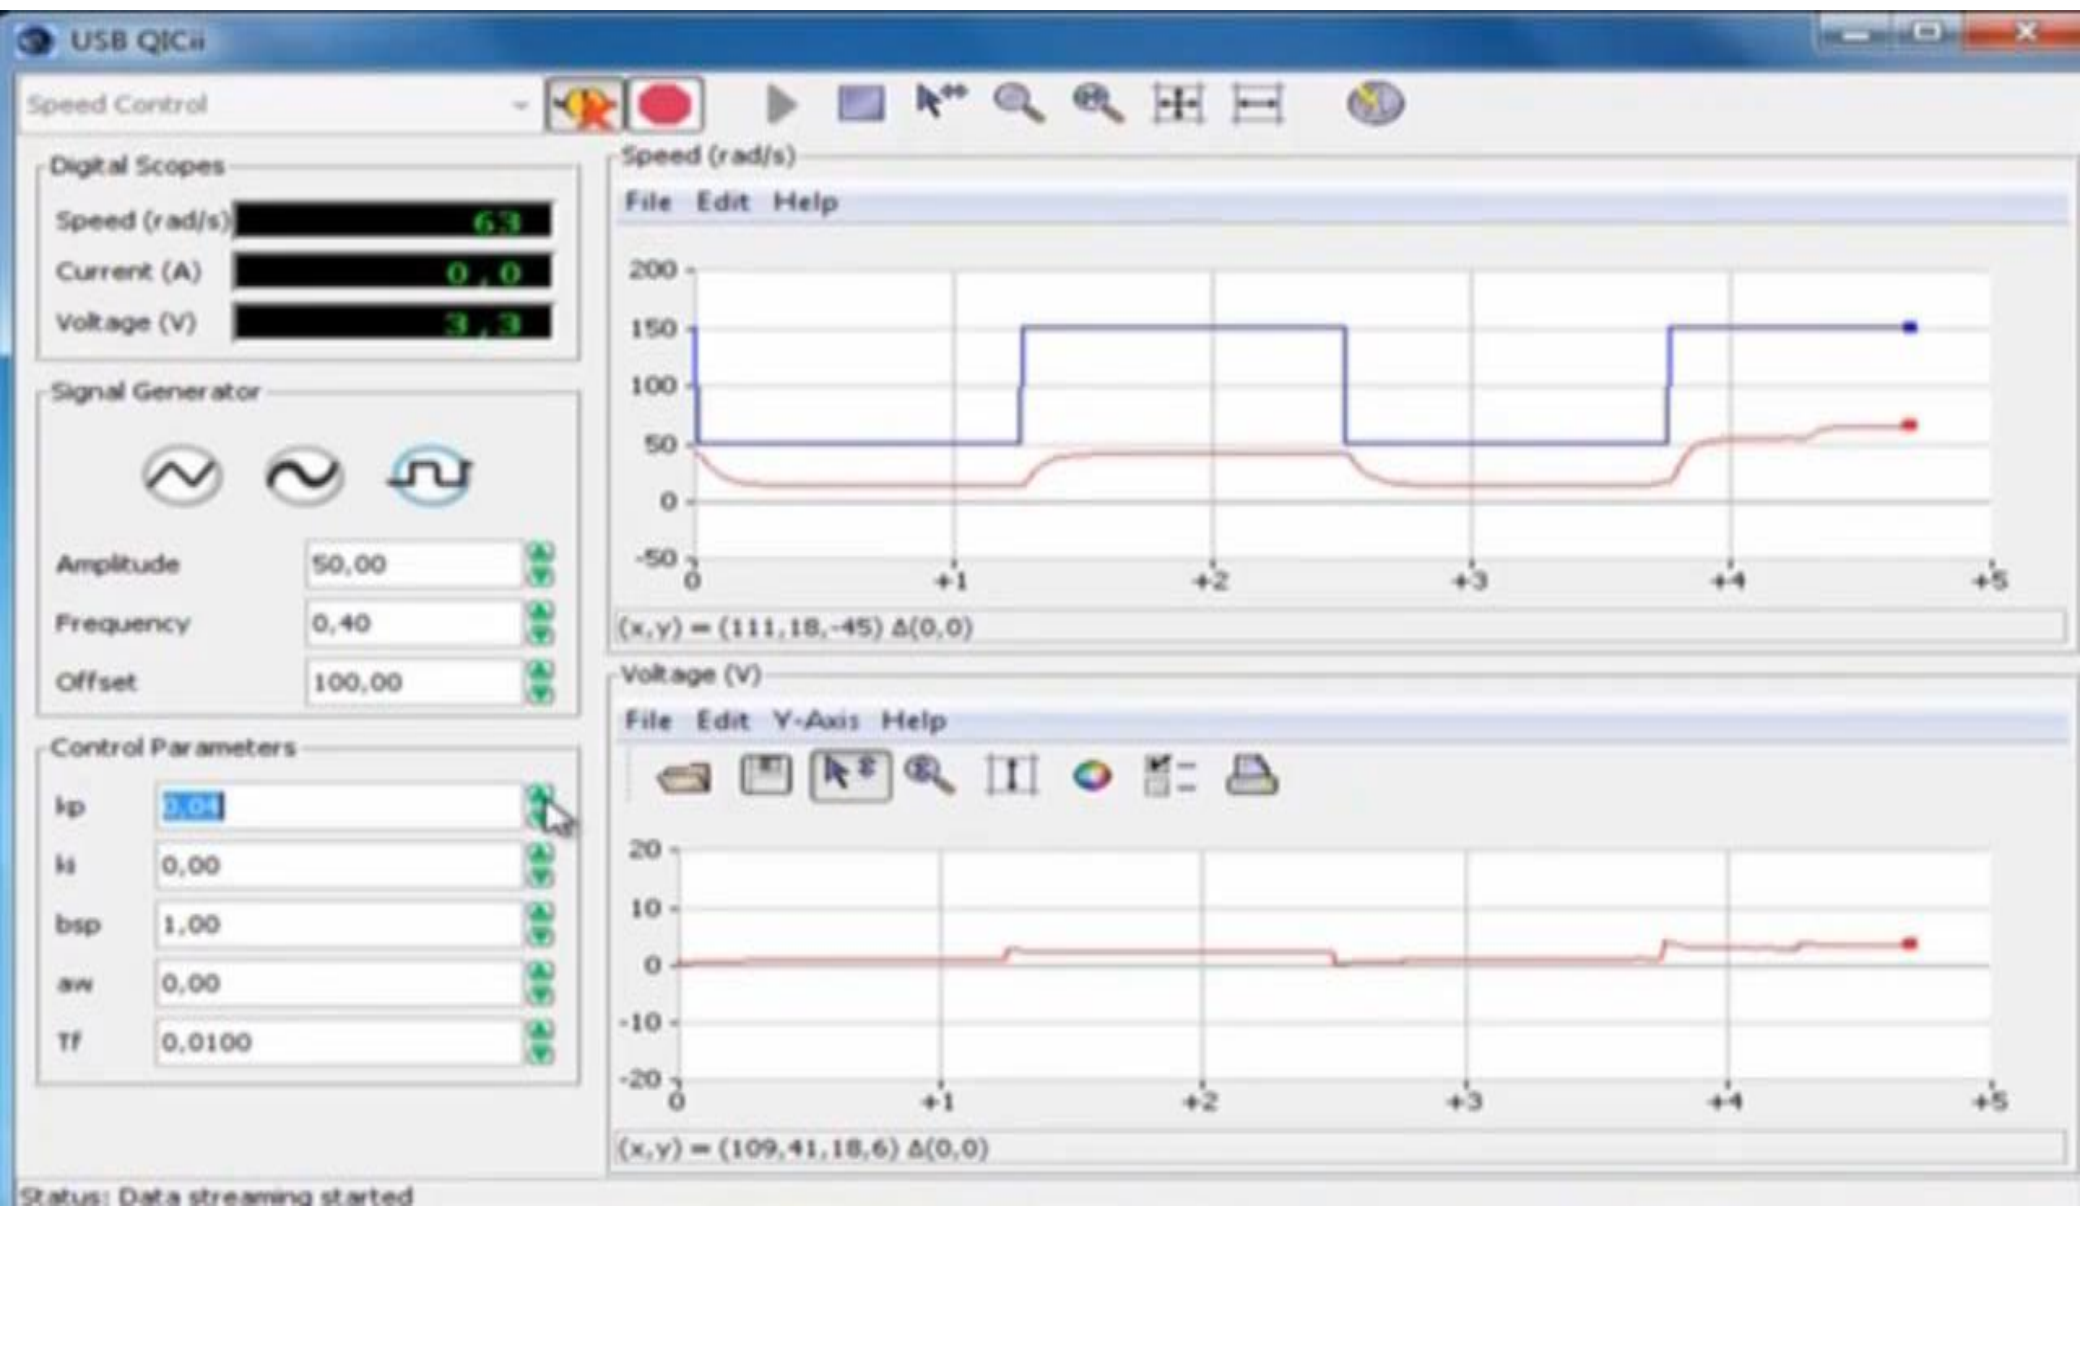 USB QICii
Speed Control
Digital Scopes
Speed (rad/s) 63
Current (A) 0,0
Voltage (V) 3,3
Signal Generator
Amplitude 50,00
Frequency 0,40
Offset 100,00
Control Parameters
kp 0,04
ki 0,00
bsp 1,00
aw 0,00
Tf 0,0100
Speed (rad/s)
File Edit Help
200
150
100
50
0
-50
0 +1 +2 +3 +4 +5
(x,y) = (111,18,-45) Δ(0,0)
Voltage (V)
File Edit Y-Axis Help
20
10
0
-10
-20
0 +1 +2 +3 +4 +5
(x,y) = (109,41,18,6) Δ(0,0)
Status: Data streaming started